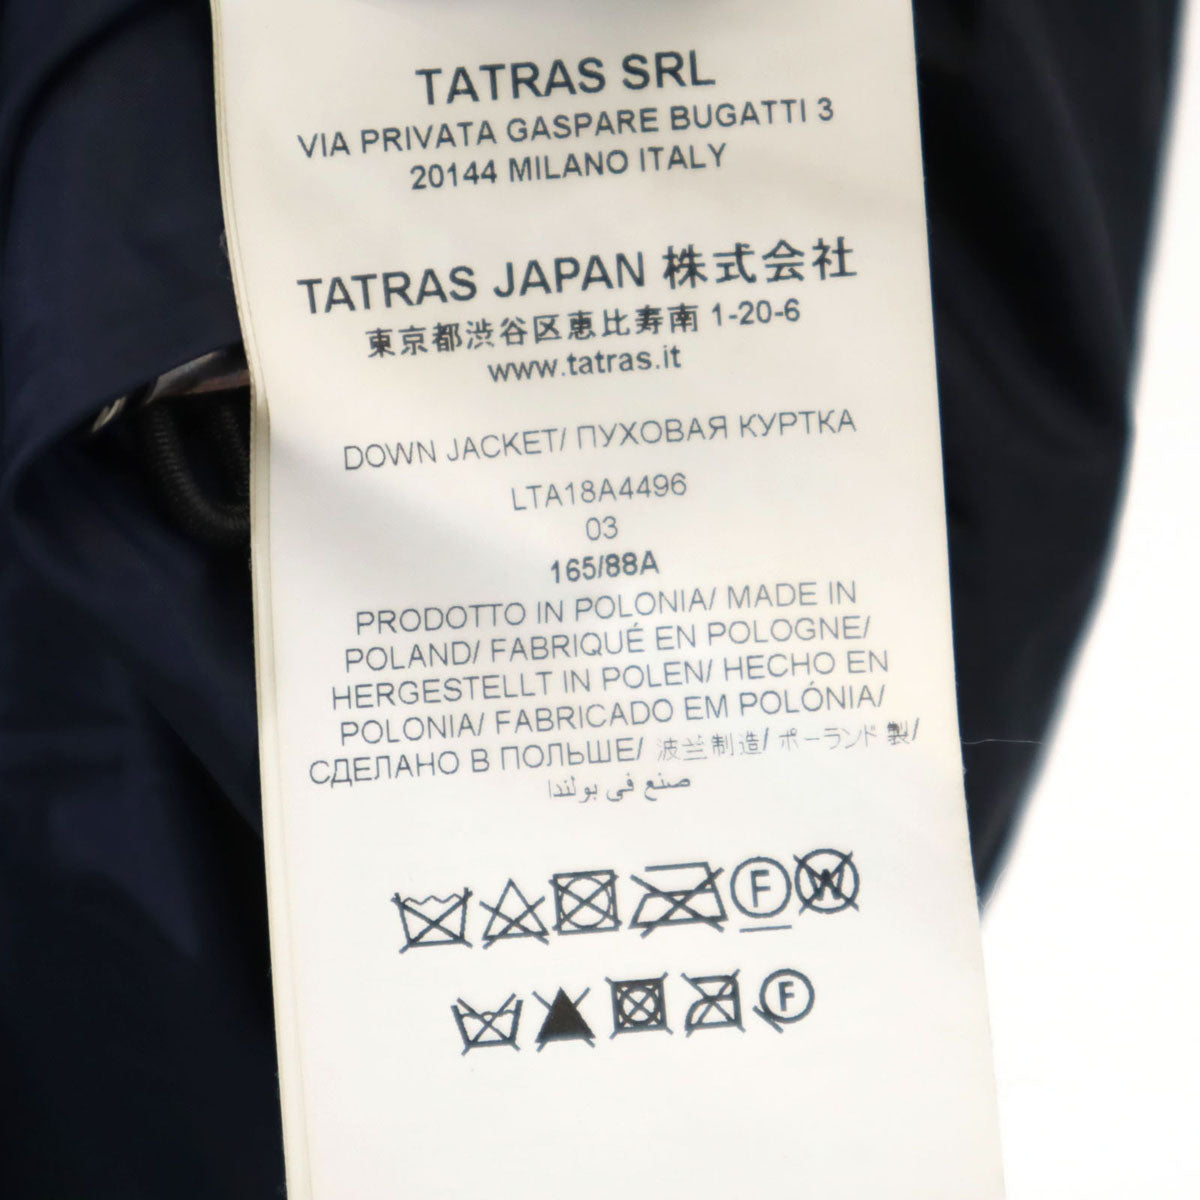 TATRAS SRL
VIA PRIVATA GASPARE BUGATTI 3
20144 MILANO ITALY
TATRAS JAPAN 株式会社
東京都渋谷区恵比寿南 1-20-6
www.tatras.it
DOWN JACKET/ ПУХОВАЯ КУРТКА
LTA18A4496
03
165/88A
PRODOTTO IN POLONIA/ MADE IN
POLAND/ FABRIQUÉ EN POLOGNE/
HERGESTELLT IN POLEN/ HECHO EN
POLONIA/ FABRICADO EM POLÓNIA/
СДЕЛАНО В ПОЛЬШЕ/ 波兰制造/ ポーランド 製/
صنع في بولندا
F W
F